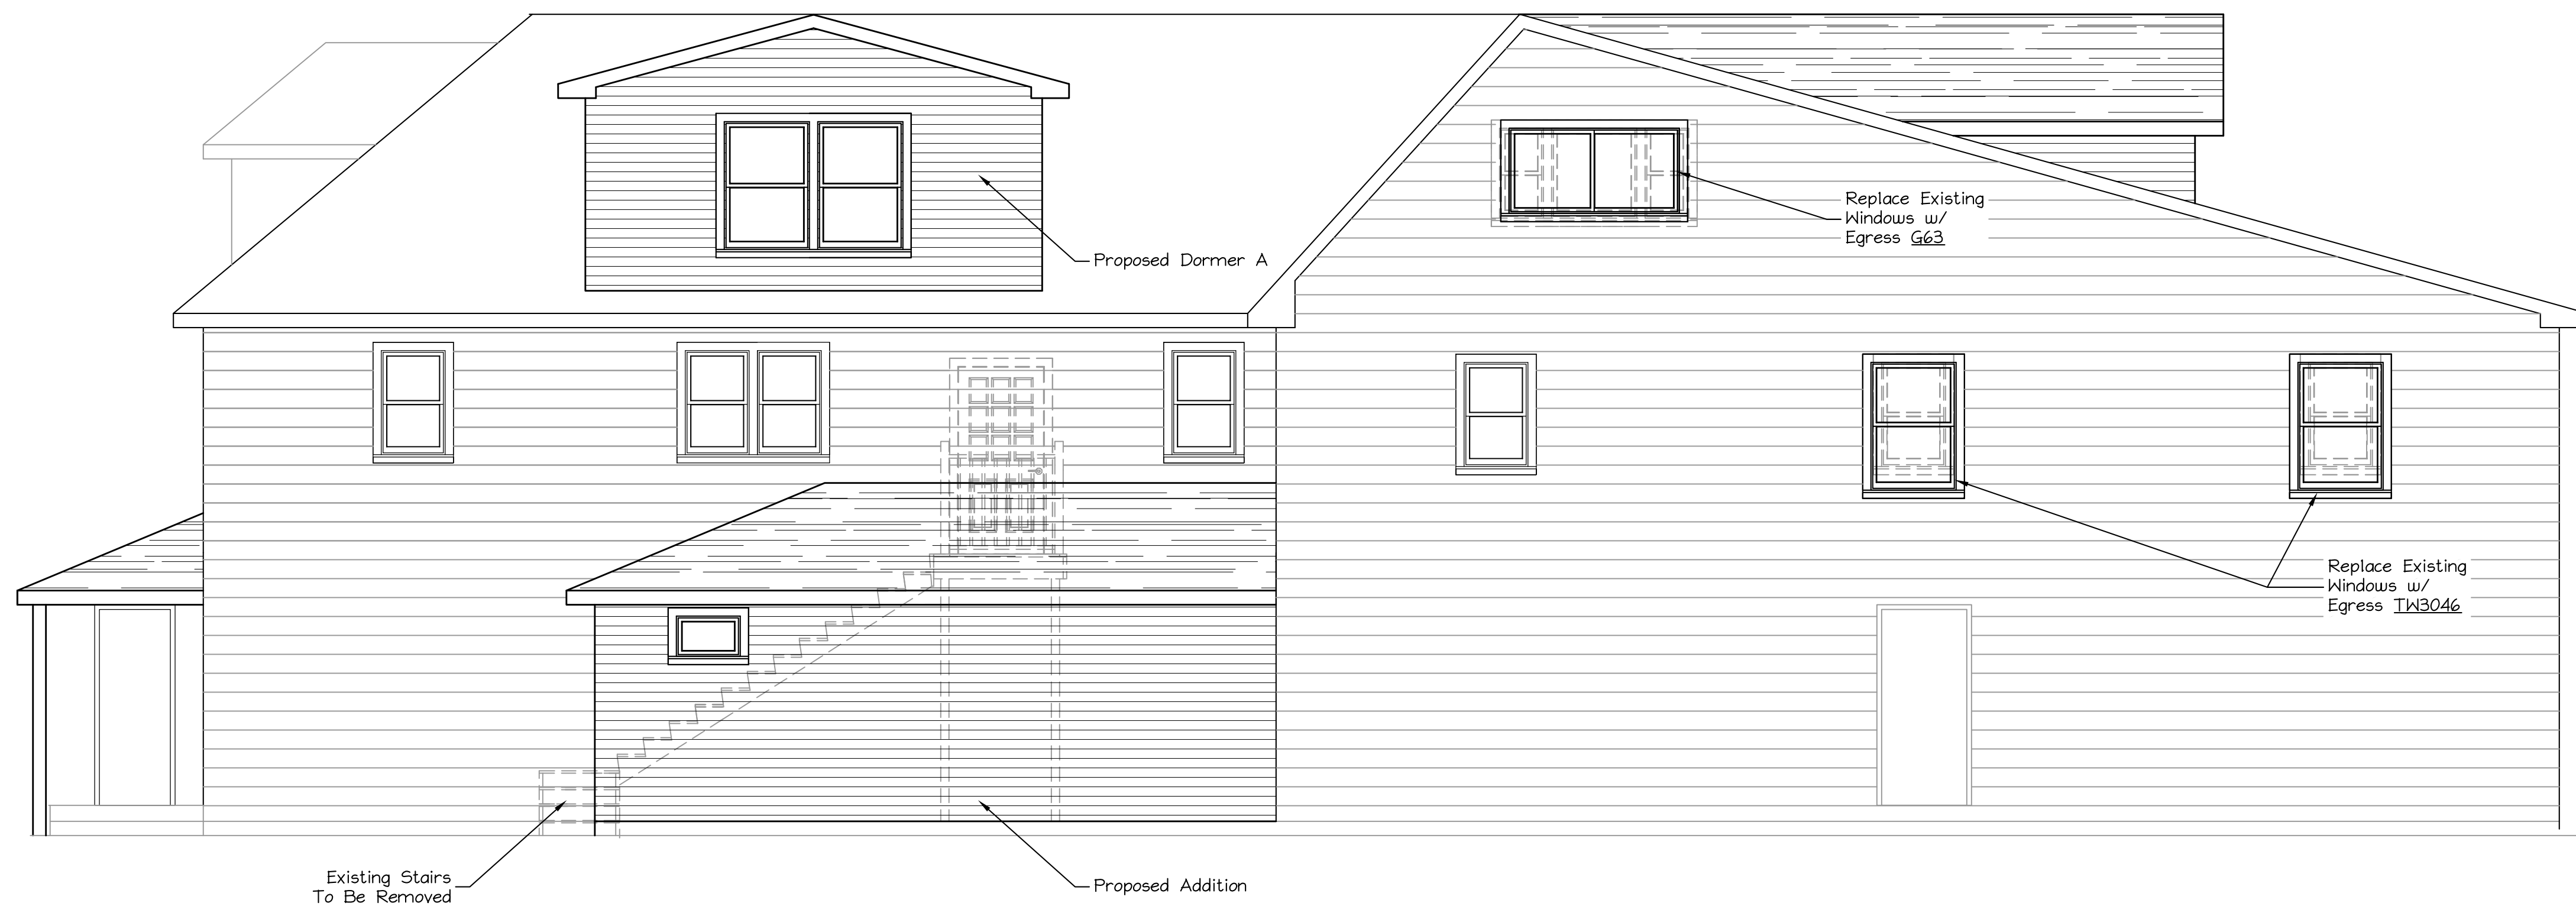 Replace Existing
Windows w/
Egress G63
Proposed Dormer A
Replace Existing
Windows w/
Egress TW3046
Existing Stairs
To Be Removed
Proposed Addition